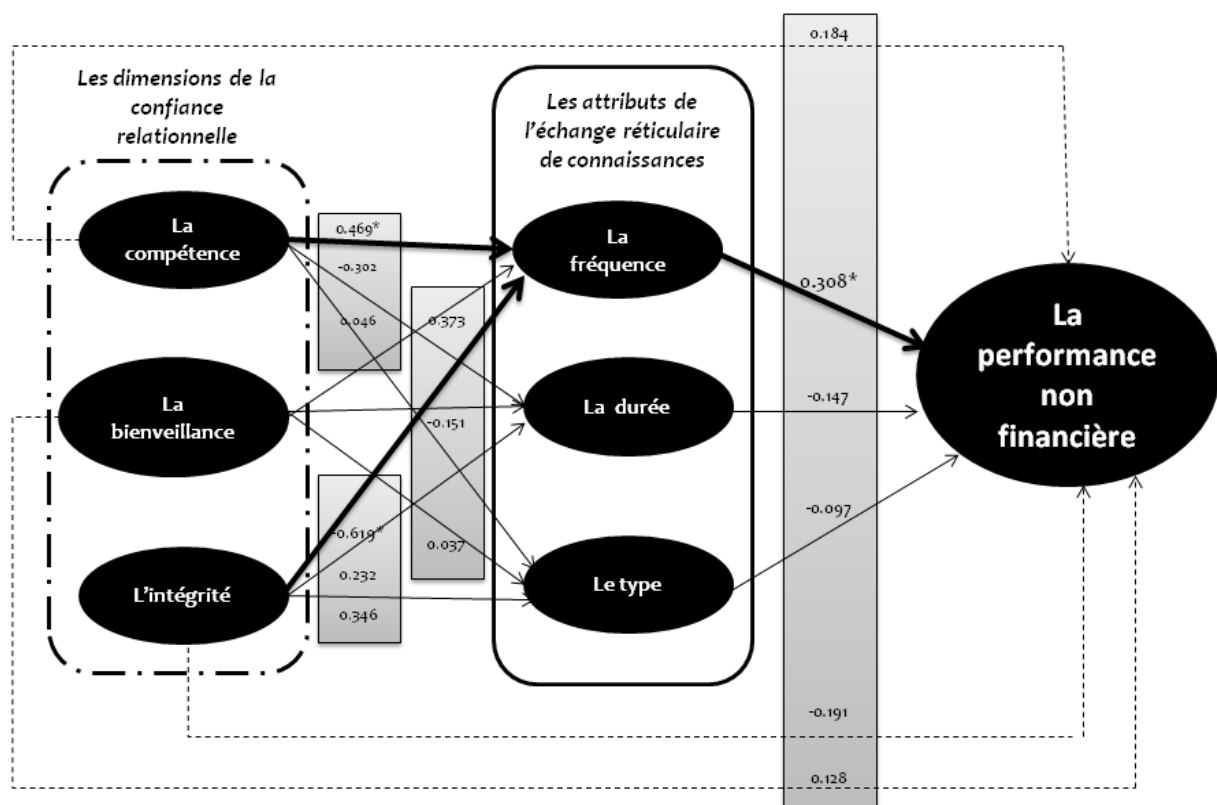 0.184
Les dimensions de la
confiance
relationnelle
Les attributs de
l'échange réticulaire
de connaissances
La
compétence
0.469*
-0.302
0.046
La
fréquence
0.308*
La
performance
non
financière
0.373
-0.151
0.037
La
bienveillance
La durée
-0.147
-0.619*
0.232
0.346
L'intégrité
Le type
-0.097
-0.191
0.128